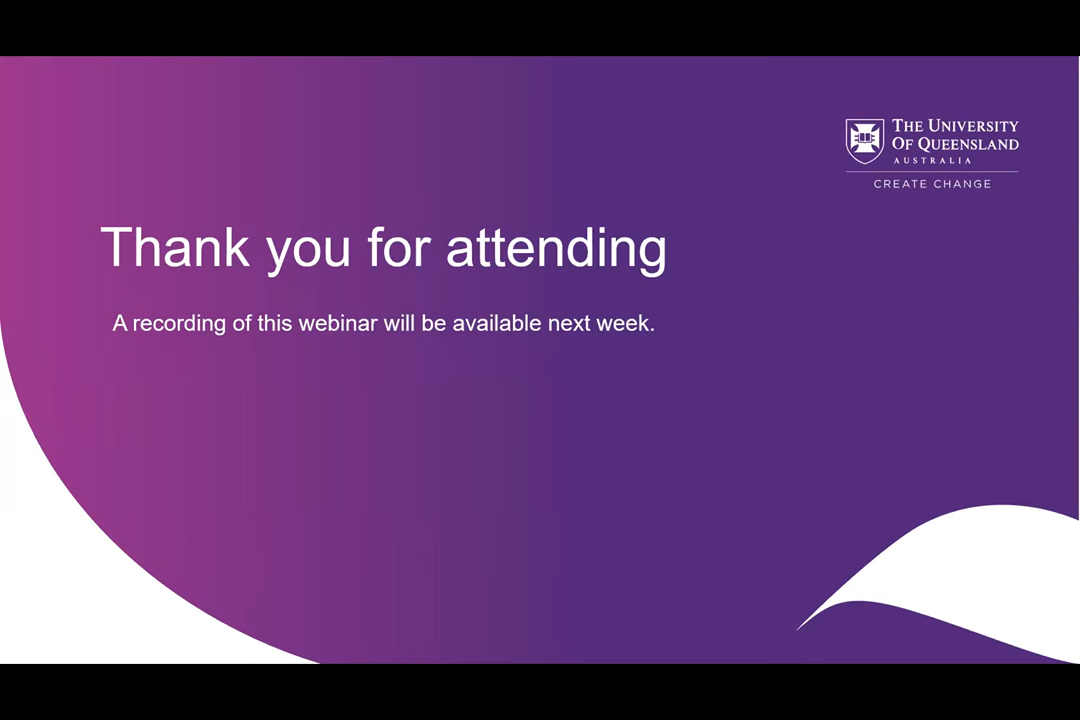 THE UNIVERSITY
OF QUEENSLAND
AUSTRALIA
CREATE CHANGE
Thank you for attending
A recording of this webinar will be available next week.